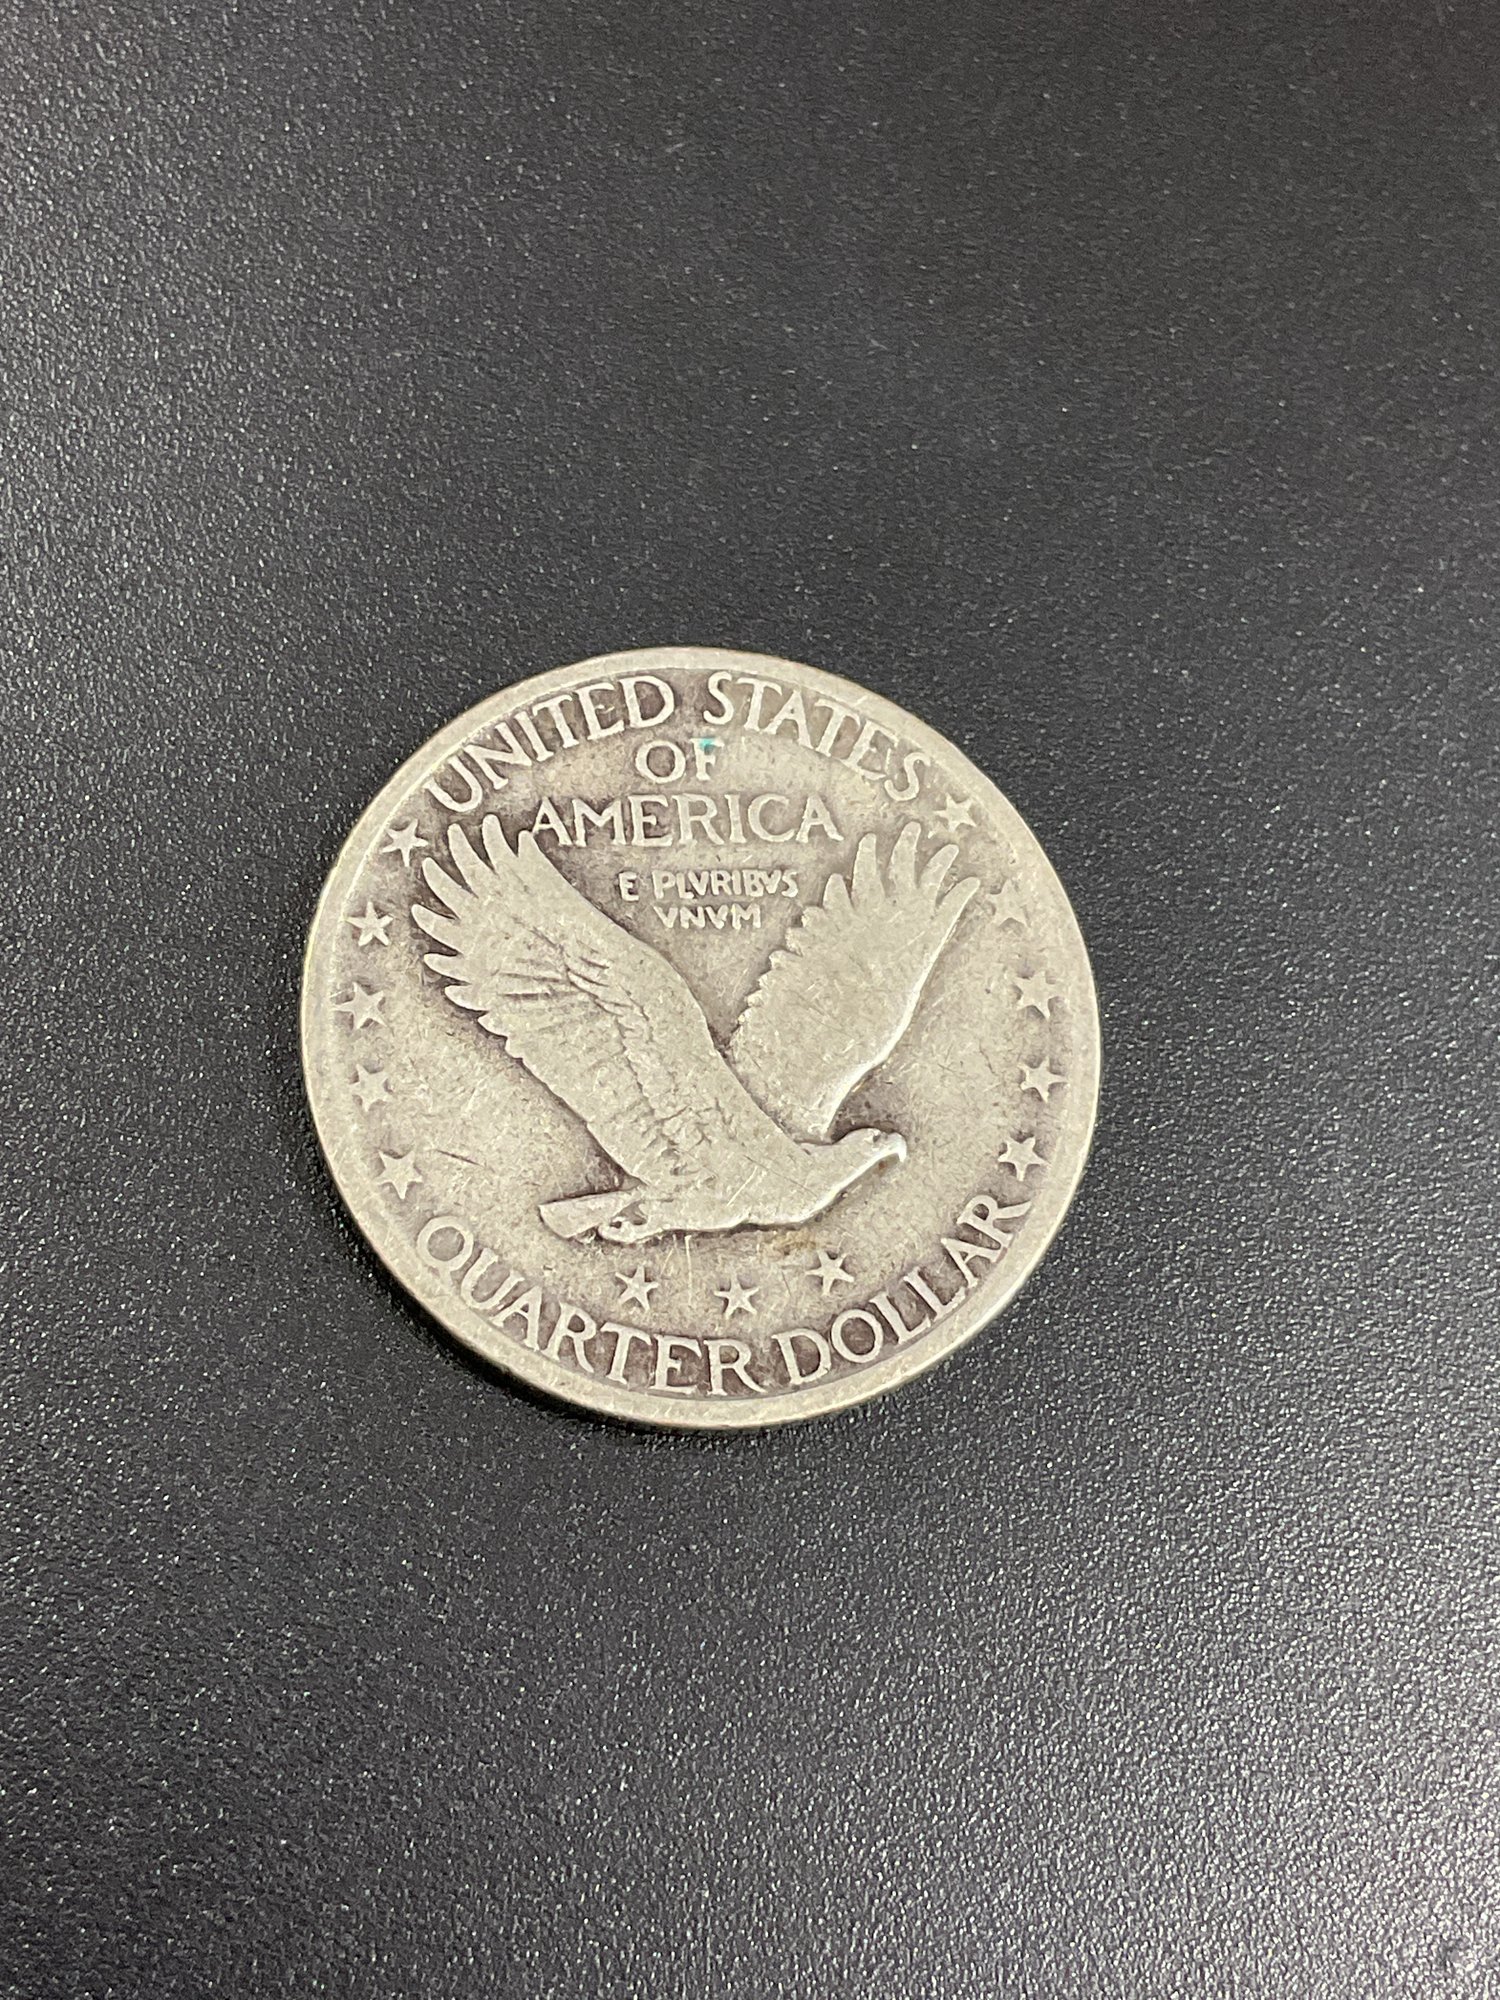 UNITED STATES
OF
AMERICA
E PLVRIBVS
VNVM
QUARTER DOLLAR